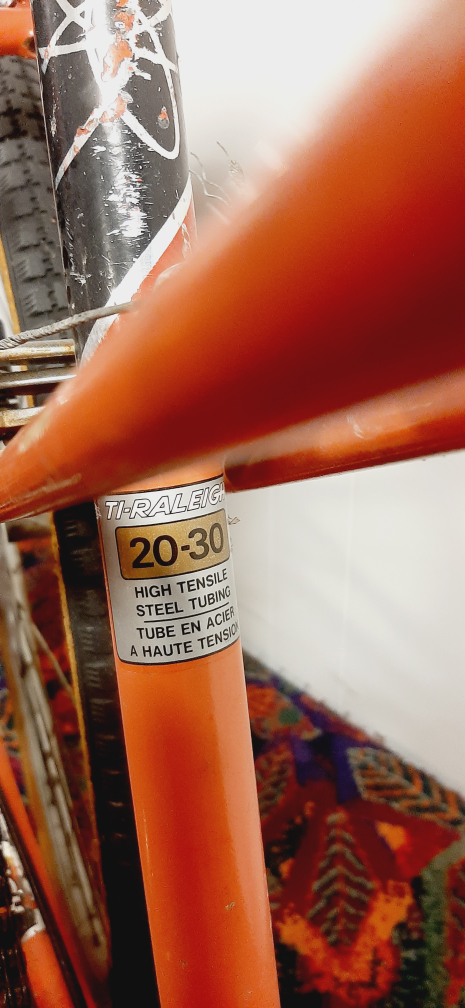 TI-RALEIGH
20-30
HIGH TENSILE
STEEL TUBING
TUBE EN ACIER
A HAUTE TENSION